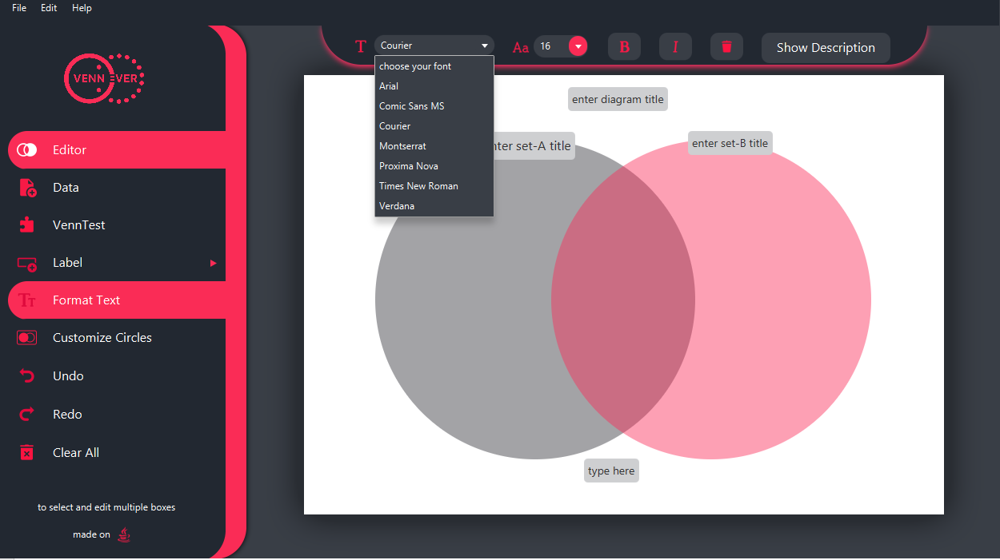 File Edit Help
VENN EVER
Editor
Data
VennTest
Label
Format Text
Customize Circles
Undo
Redo
Clear All
to select and edit multiple boxes
made on
T Courier Aa 16 B I Show Description
choose your font
Arial
Comic Sans MS
Courier
Montserrat
Proxima Nova
Times New Roman
Verdana
enter diagram title
set-A title
enter set-B title
type here